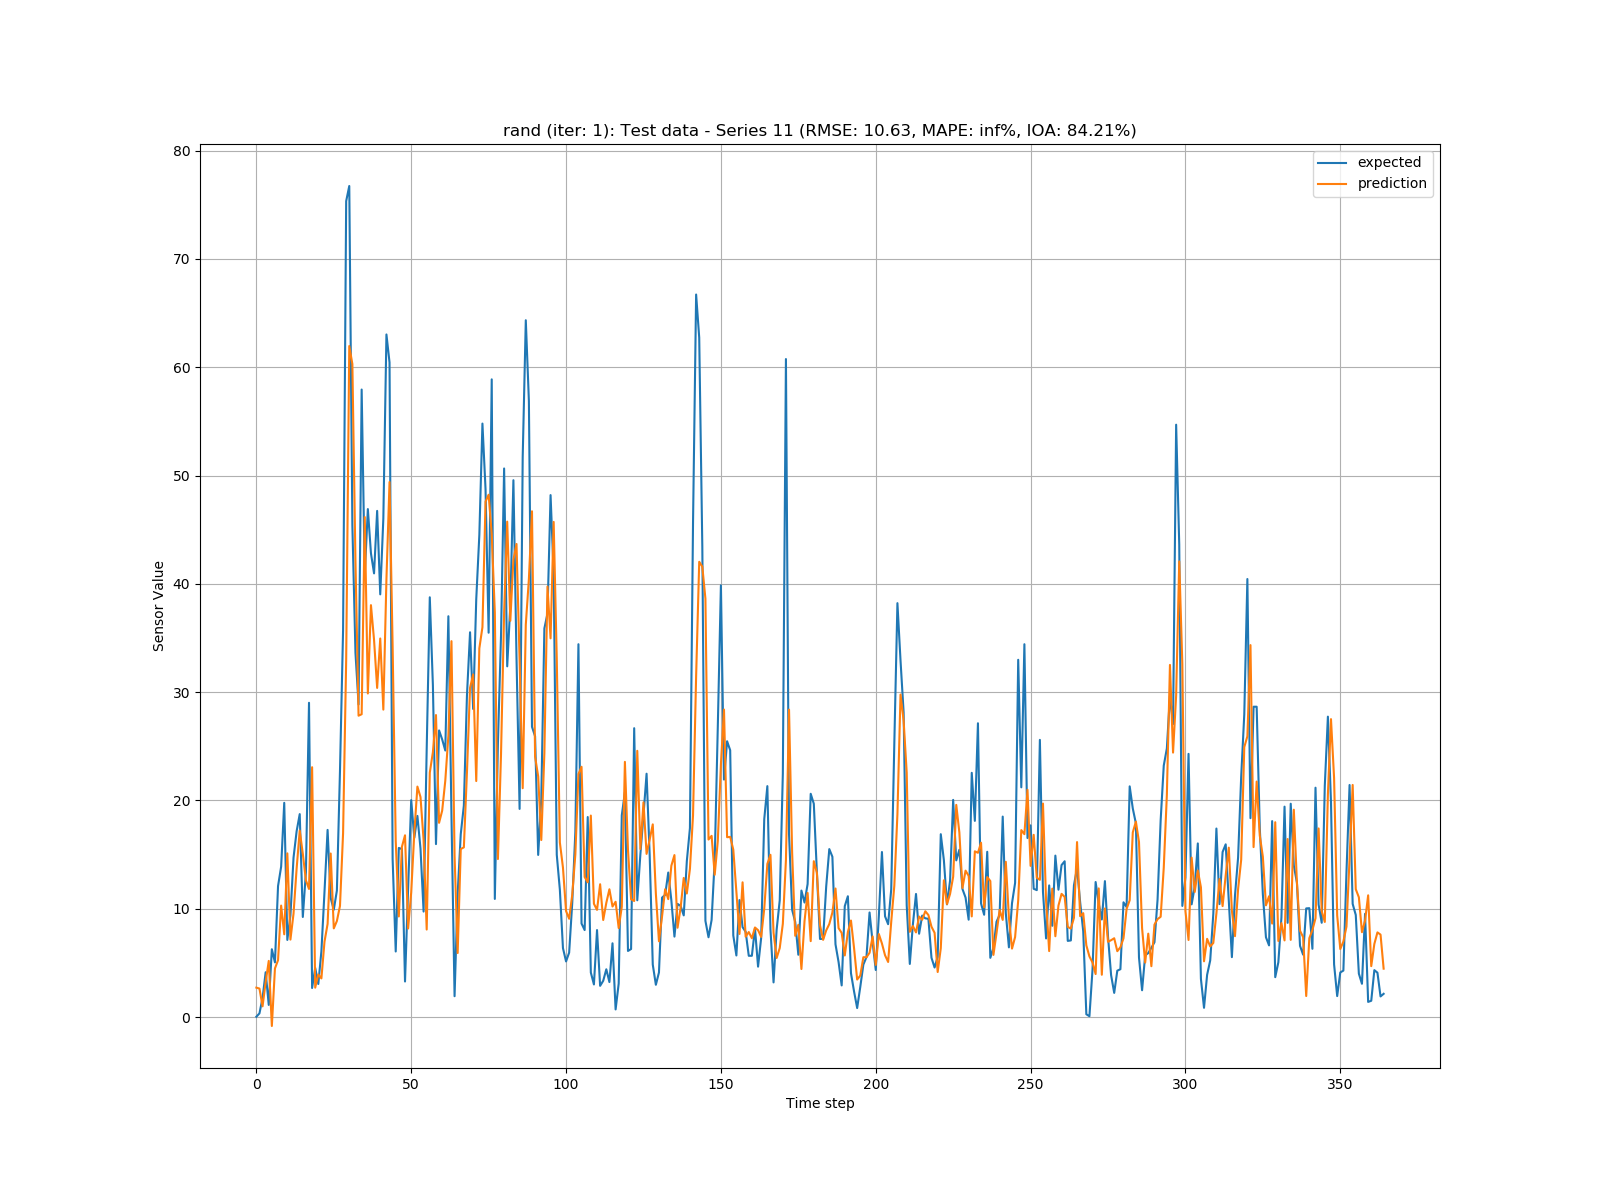 rand (iter: 1): Test data - Series 11 (RMSE: 10.63, MAPE: inf%, IOA: 84.21%)
expected
prediction
80
70
60
50
40
30
20
10
0
Sensor Value
0 50 100 150 200 250 300 350
Time step